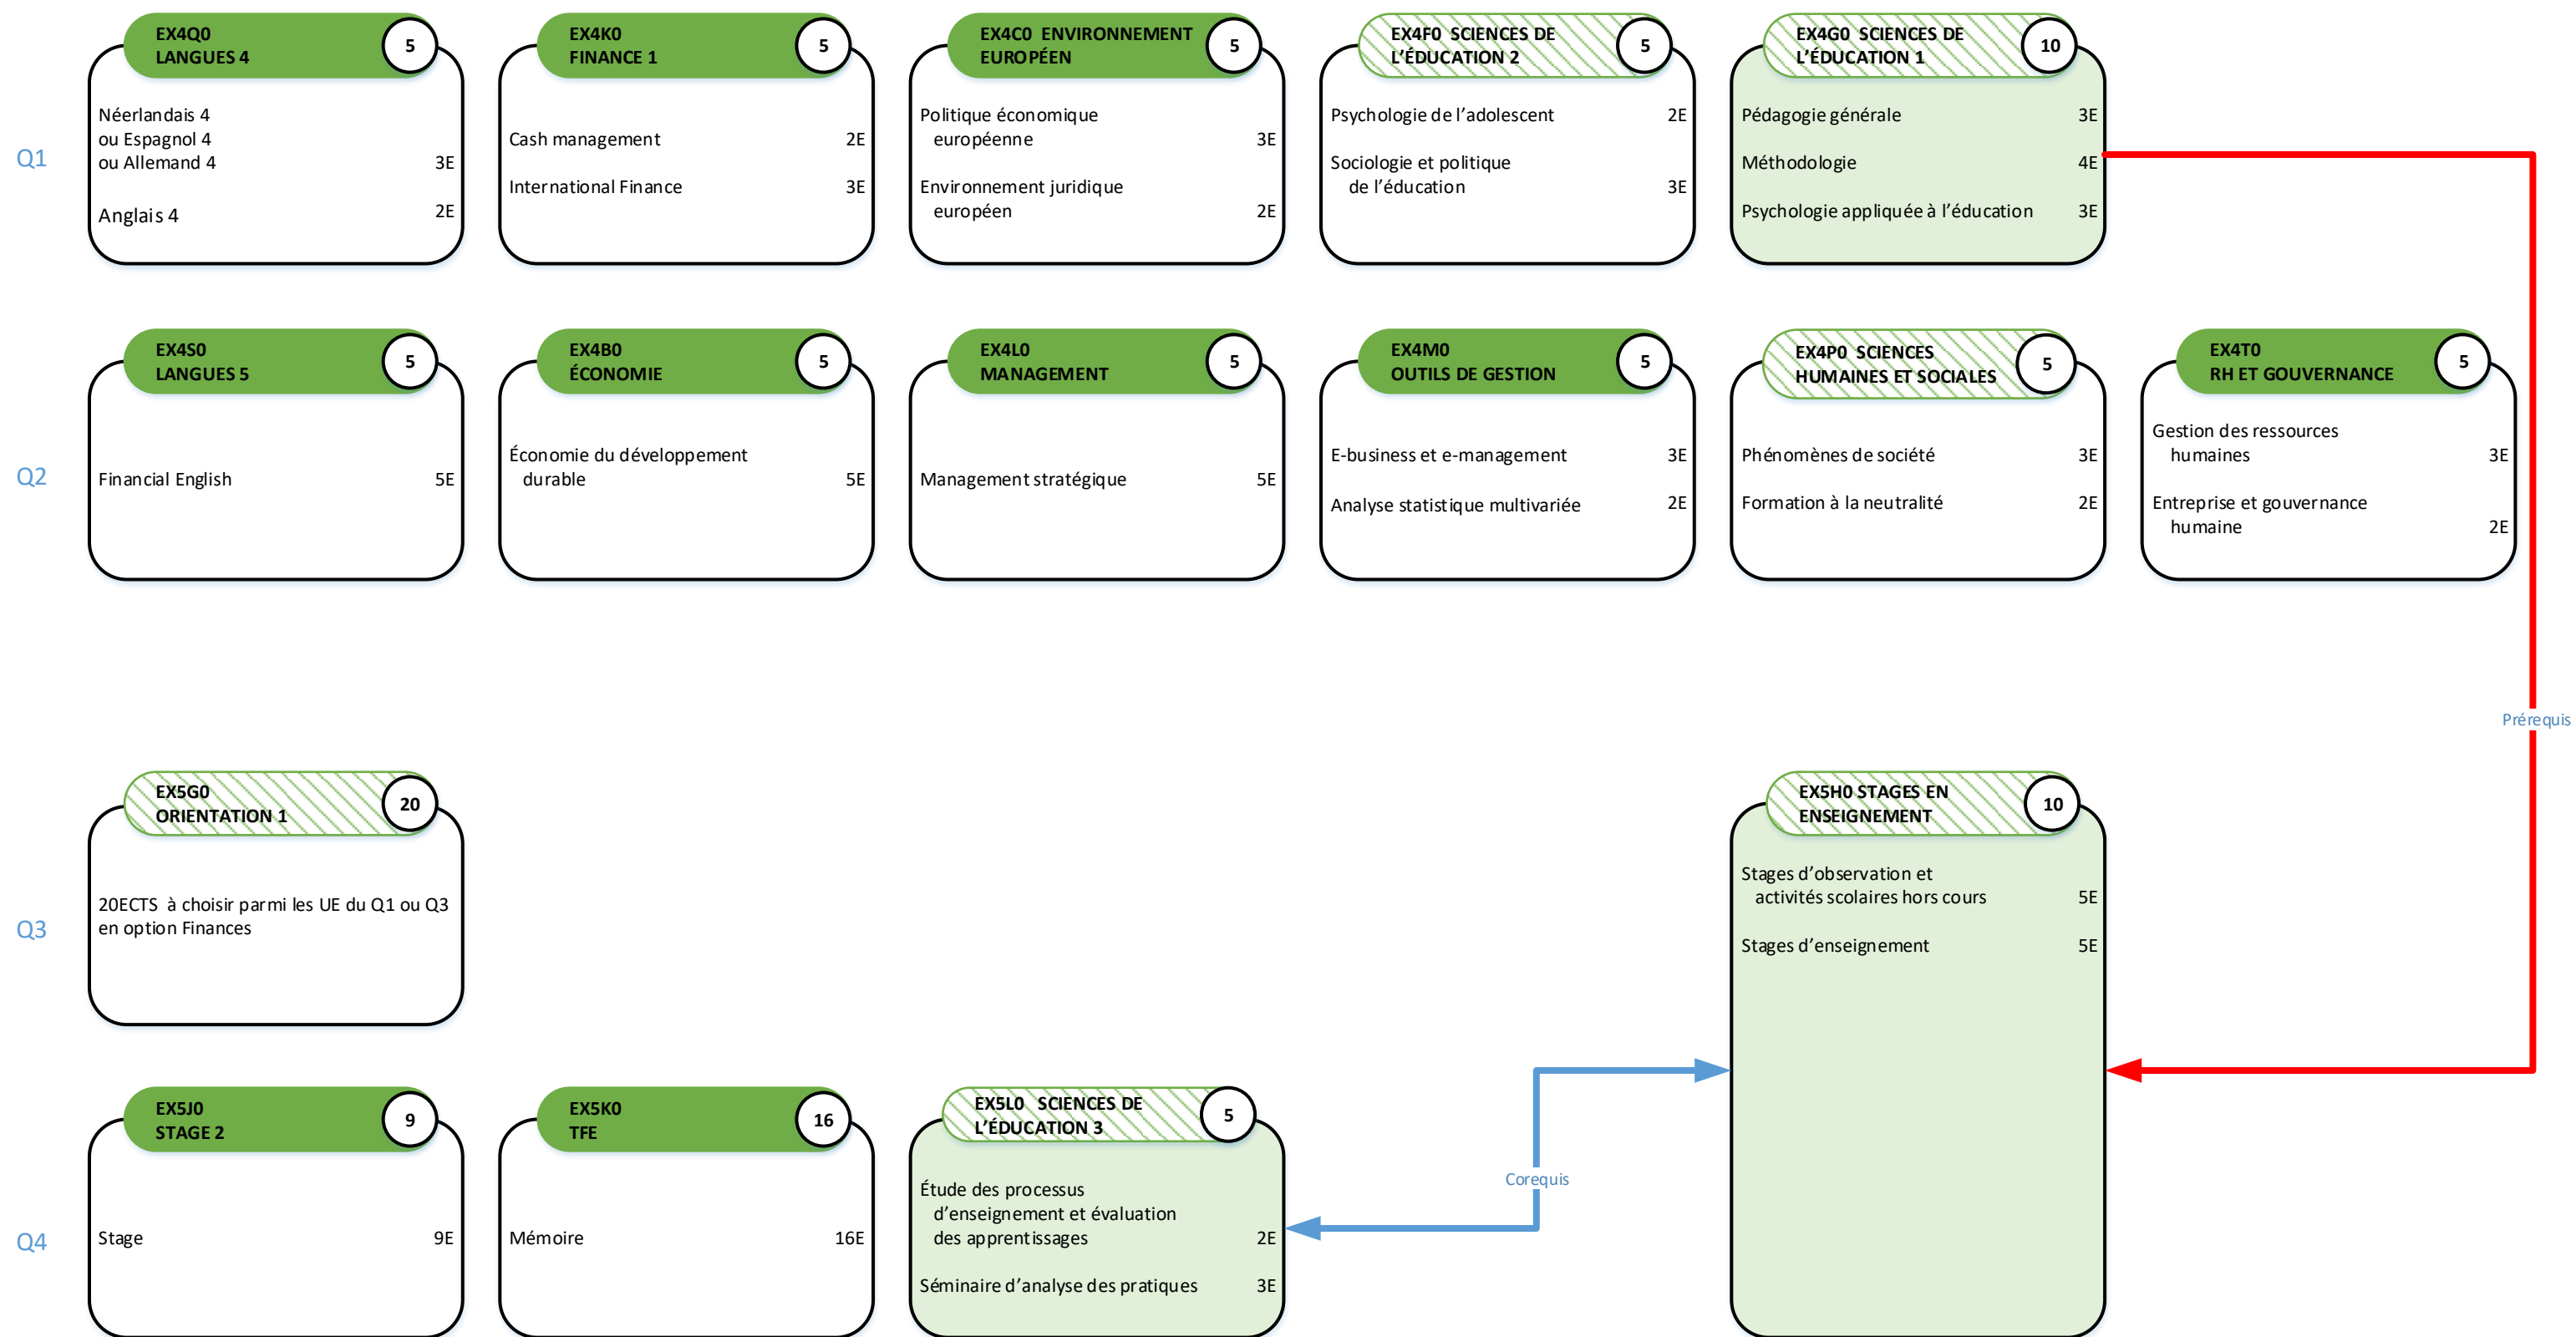 EX4Q0
LANGUES 4
5
Néerlandais 4
ou Espagnol 4
ou Allemand 4 3E
Anglais 4 2E
EX4K0
FINANCE 1
5
Cash management 2E
International Finance 3E
EX4C0 ENVIRONNEMENT
EUROPÉEN
5
Politique économique
européenne 3E
Environnement juridique
européen 2E
EX4F0 SCIENCES DE
L’ÉDUCATION 2
5
Psychologie de l’adolescent 2E
Sociologie et politique
de l’éducation 3E
EX4G0 SCIENCES DE
L’ÉDUCATION 1
10
Pédagogie générale 3E
Méthodologie 4E
Psychologie appliquée à l’éducation 3E
Q1
EX4S0
LANGUES 5
5
Financial English 5E
EX4B0
ÉCONOMIE
5
Économie du développement
durable 5E
EX4L0
MANAGEMENT
5
Management stratégique 5E
EX4M0
OUTILS DE GESTION
5
E-business et e-management 3E
Analyse statistique multivariée 2E
EX4P0 SCIENCES
HUMAINES ET SOCIALES
5
Phénomènes de société 3E
Formation à la neutralité 2E
EX4T0
RH ET GOUVERNANCE
5
Gestion des ressources
humaines 3E
Entreprise et gouvernance
humaine 2E
Q2
Prérequis
EX5G0
ORIENTATION 1
20
20ECTS à choisir parmi les UE du Q1 ou Q3
en option Finances
EX5H0 STAGES EN
ENSEIGNEMENT
10
Stages d’observation et
activités scolaires hors cours 5E
Stages d’enseignement 5E
Q3
EX5J0
STAGE 2
9
Stage 9E
EX5K0
TFE
16
Mémoire 16E
EX5L0 SCIENCES DE
L’ÉDUCATION 3
5
Étude des processus
d’enseignement et évaluation
des apprentissages 2E
Séminaire d’analyse des pratiques 3E
Corequis
Q4